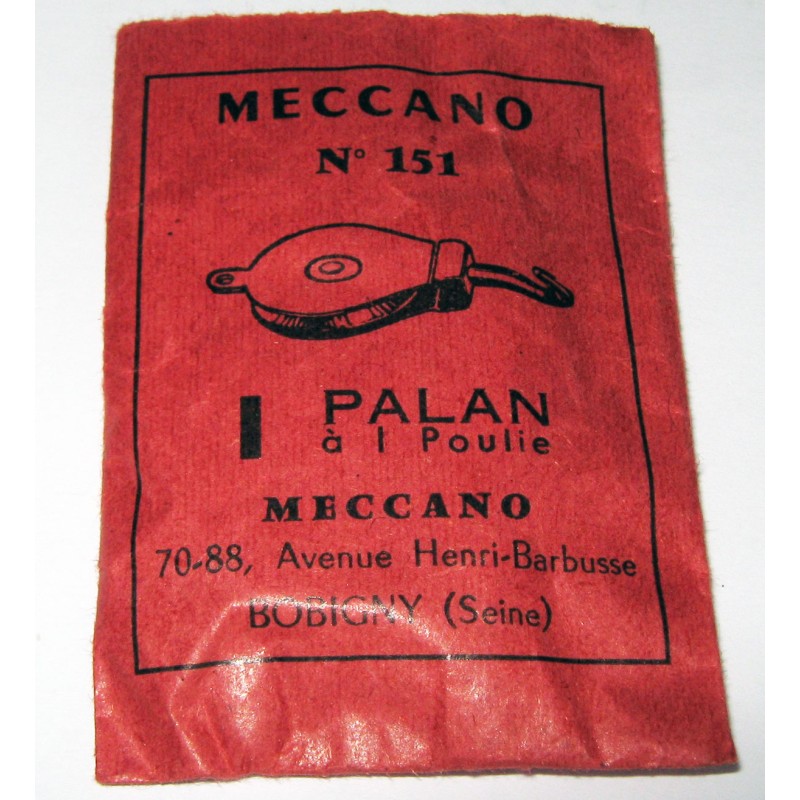 MECCANO
N° 151
1 PALAN
à 1 Poulie
MECCANO
70-88, Avenue Henri-Barbusse
BOBIGNY (Seine)